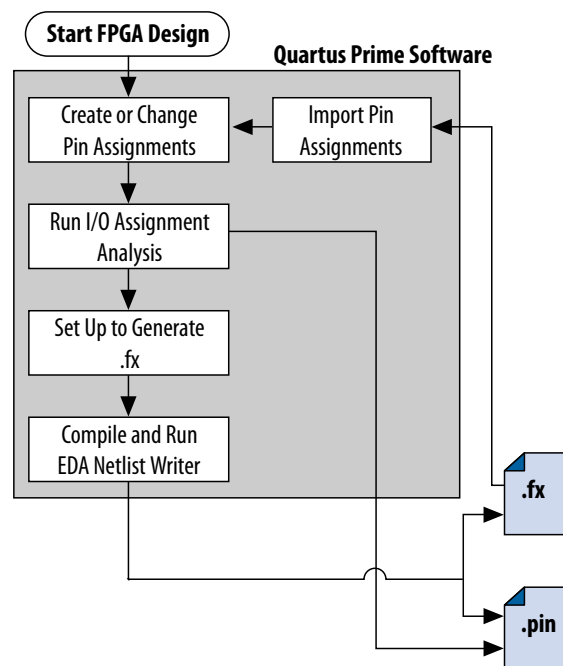 Start FPGA Design
Quartus Prime Software
Create or Change
Pin Assignments
Import Pin
Assignments
Run I/O Assignment
Analysis
Set Up to Generate
.fx
Compile and Run
EDA Netlist Writer
.fx
.pin